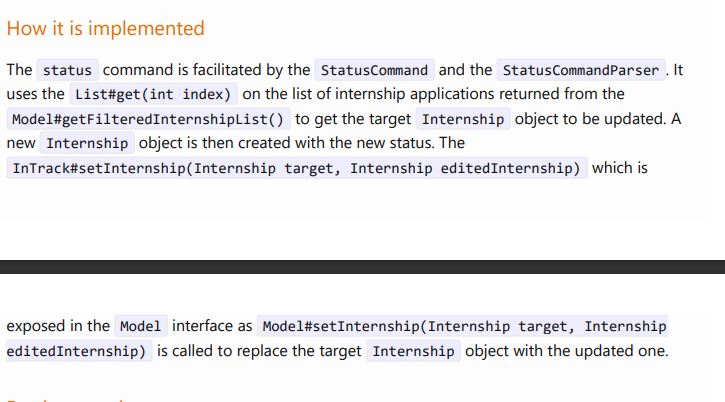 How it is implemented
The status command is facilitated by the StatusCommand and the StatusCommandParser. It
uses the List#get(int index) on the list of internship applications returned from the
Model#getFilteredInternshipList() to get the target Internship object to be updated. A
new Internship object is then created with the new status. The
InTrack#setInternship(Internship target, Internship editedInternship) which is
exposed in the Model interface as Model#setInternship(Internship target, Internship
editedInternship) is called to replace the target Internship object with the updated one.